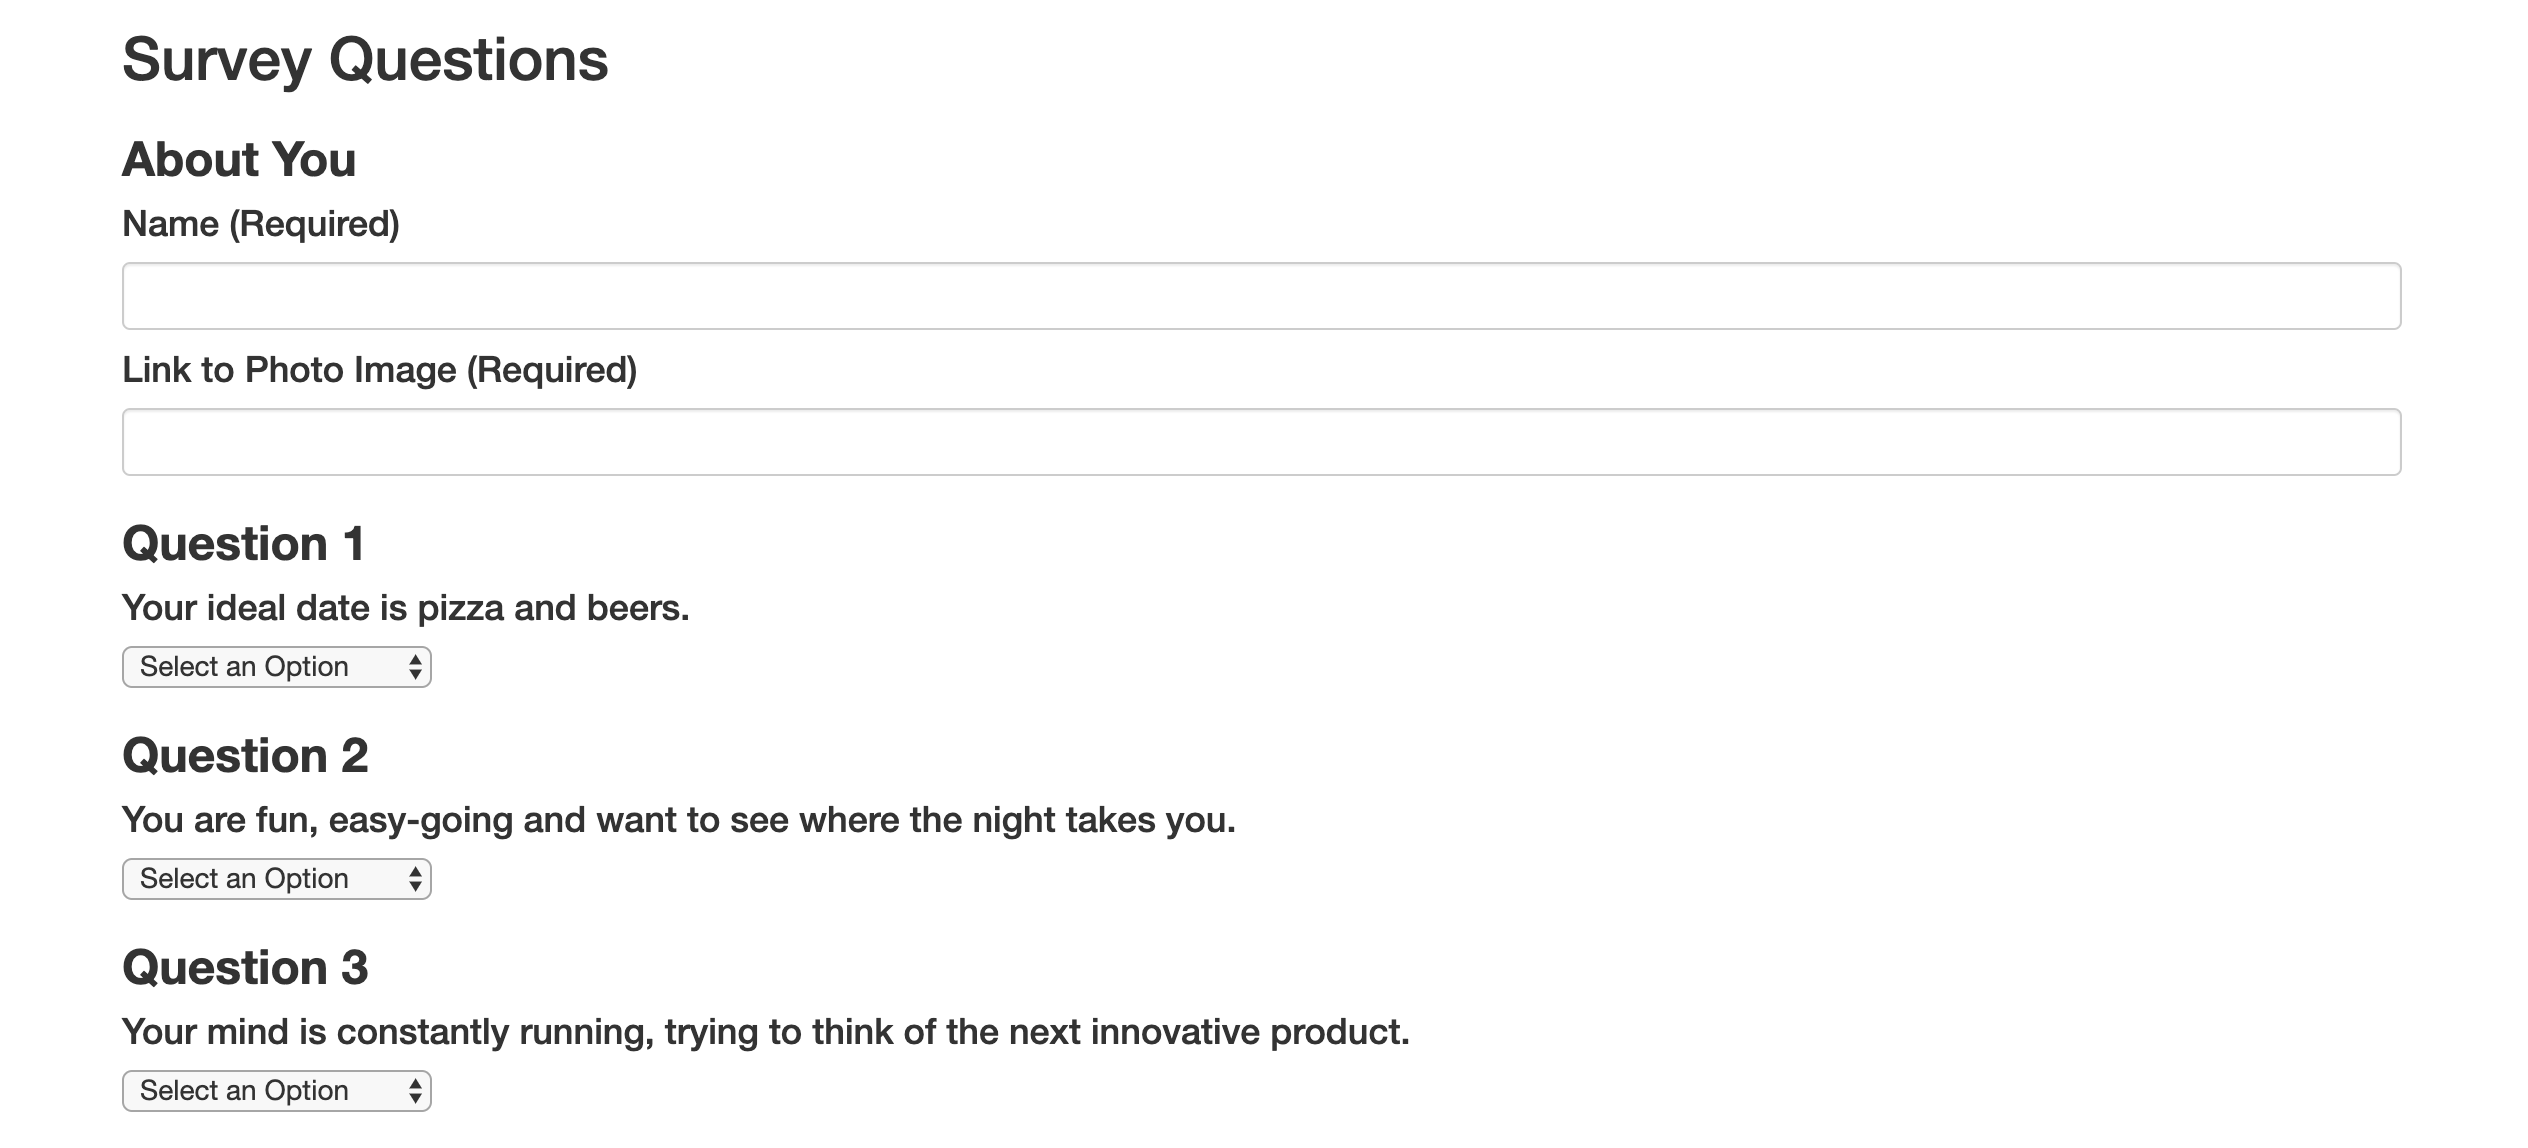 Survey Questions
About You
Name (Required)
Link to Photo Image (Required)
Question 1
Your ideal date is pizza and beers.
Select an Option
Question 2
You are fun, easy-going and want to see where the night takes you.
Select an Option
Question 3
Your mind is constantly running, trying to think of the next innovative product.
Select an Option